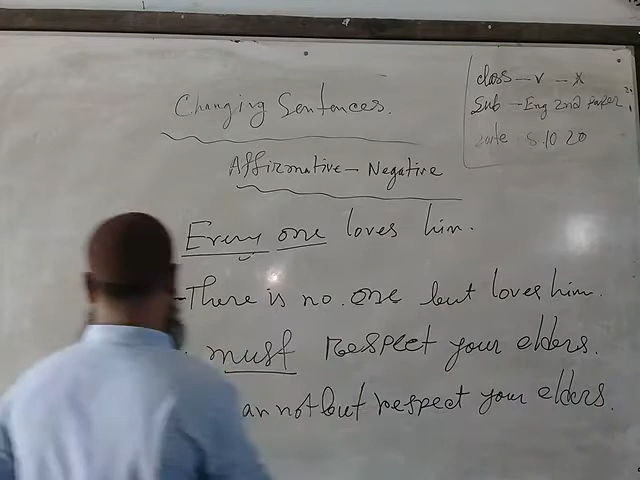 Changing Sentences.
class - V - X
Sub - Eng 2nd Paper
Date 5.10 20
Affirmative - Negative
Every one loves him.
- There is no one but loves him.
must respect your elders.
an not but respect your elders.